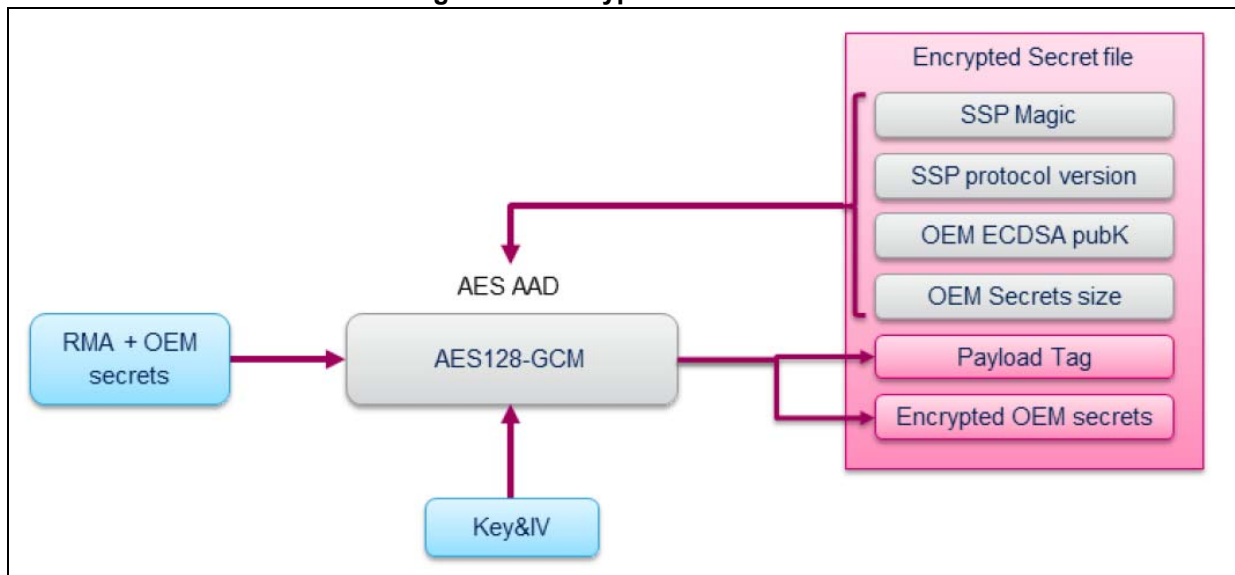 Encrypted Secret file
SSP Magic
SSP protocol version
OEM ECDSA pubK
OEM Secrets size
Payload Tag
Encrypted OEM secrets
AES AAD
AES128-GCM
RMA + OEM
secrets
Key&IV